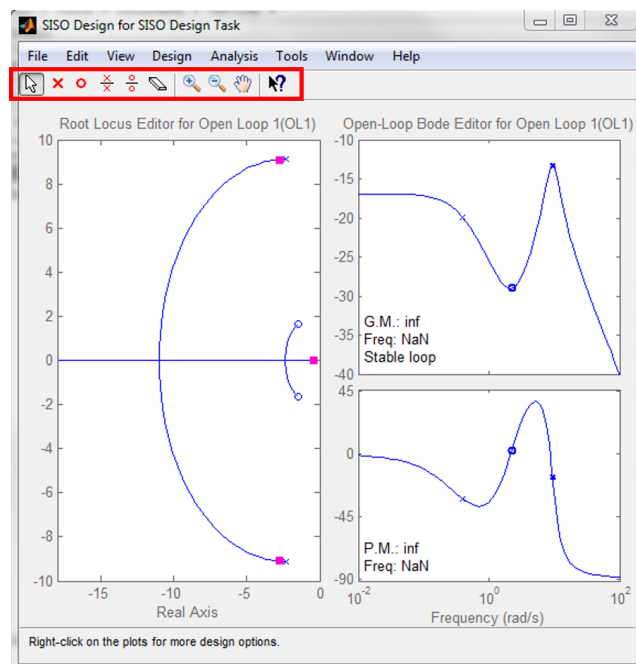 SISO Design for SISO Design Task
File Edit View Design Analysis Tools Window Help
Root Locus Editor for Open Loop 1(OL1)
10
8
6
4
2
0
-2
-4
-6
-8
-10
-15 -10 -5 0
Real Axis
Open-Loop Bode Editor for Open Loop 1(OL1)
-10
-15
-20
-25
-30
-35
-40
G.M.: inf
Freq: NaN
Stable loop
45
0
-45
-90
P.M.: inf
Freq: NaN
10^-2 10^0 10^2
Frequency (rad/s)
Right-click on the plots for more design options.